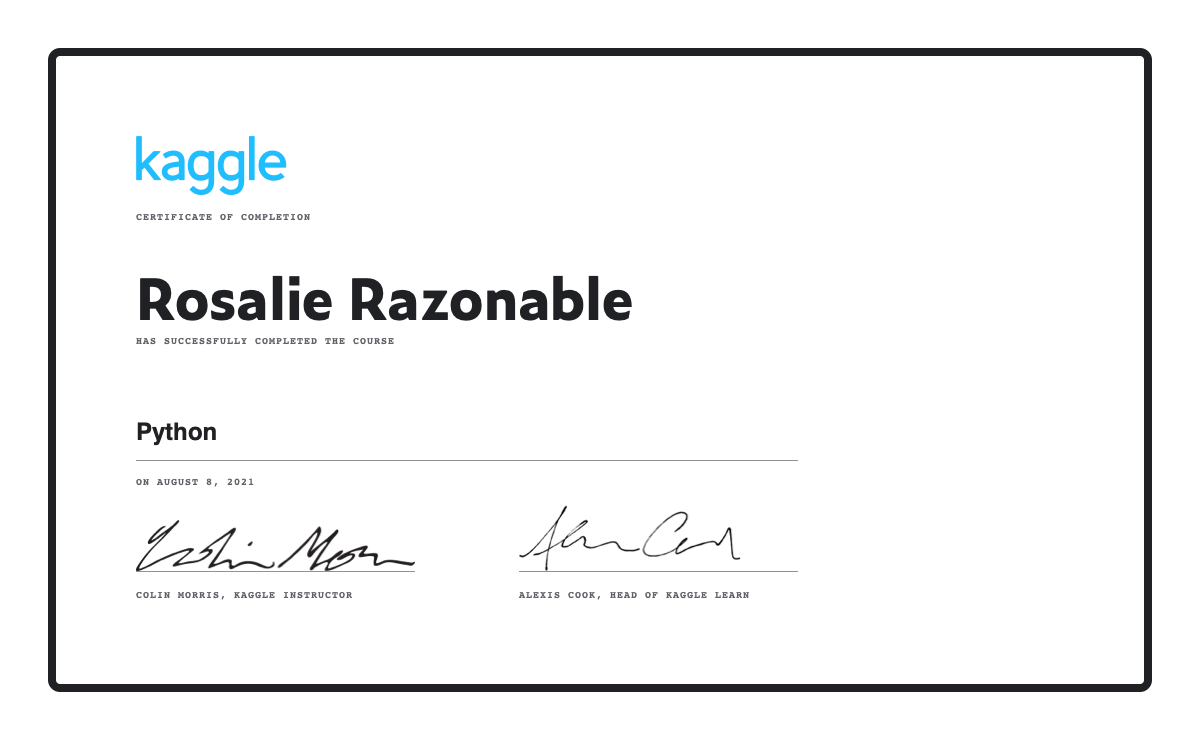 kaggle
CERTIFICATE OF COMPLETION
Rosalie Razonable
HAS SUCCESSFULLY COMPLETED THE COURSE
Python
ON AUGUST 8, 2021
Colin Morris
Alexis Cook
COLIN MORRIS, KAGGLE INSTRUCTOR
ALEXIS COOK, HEAD OF KAGGLE LEARN